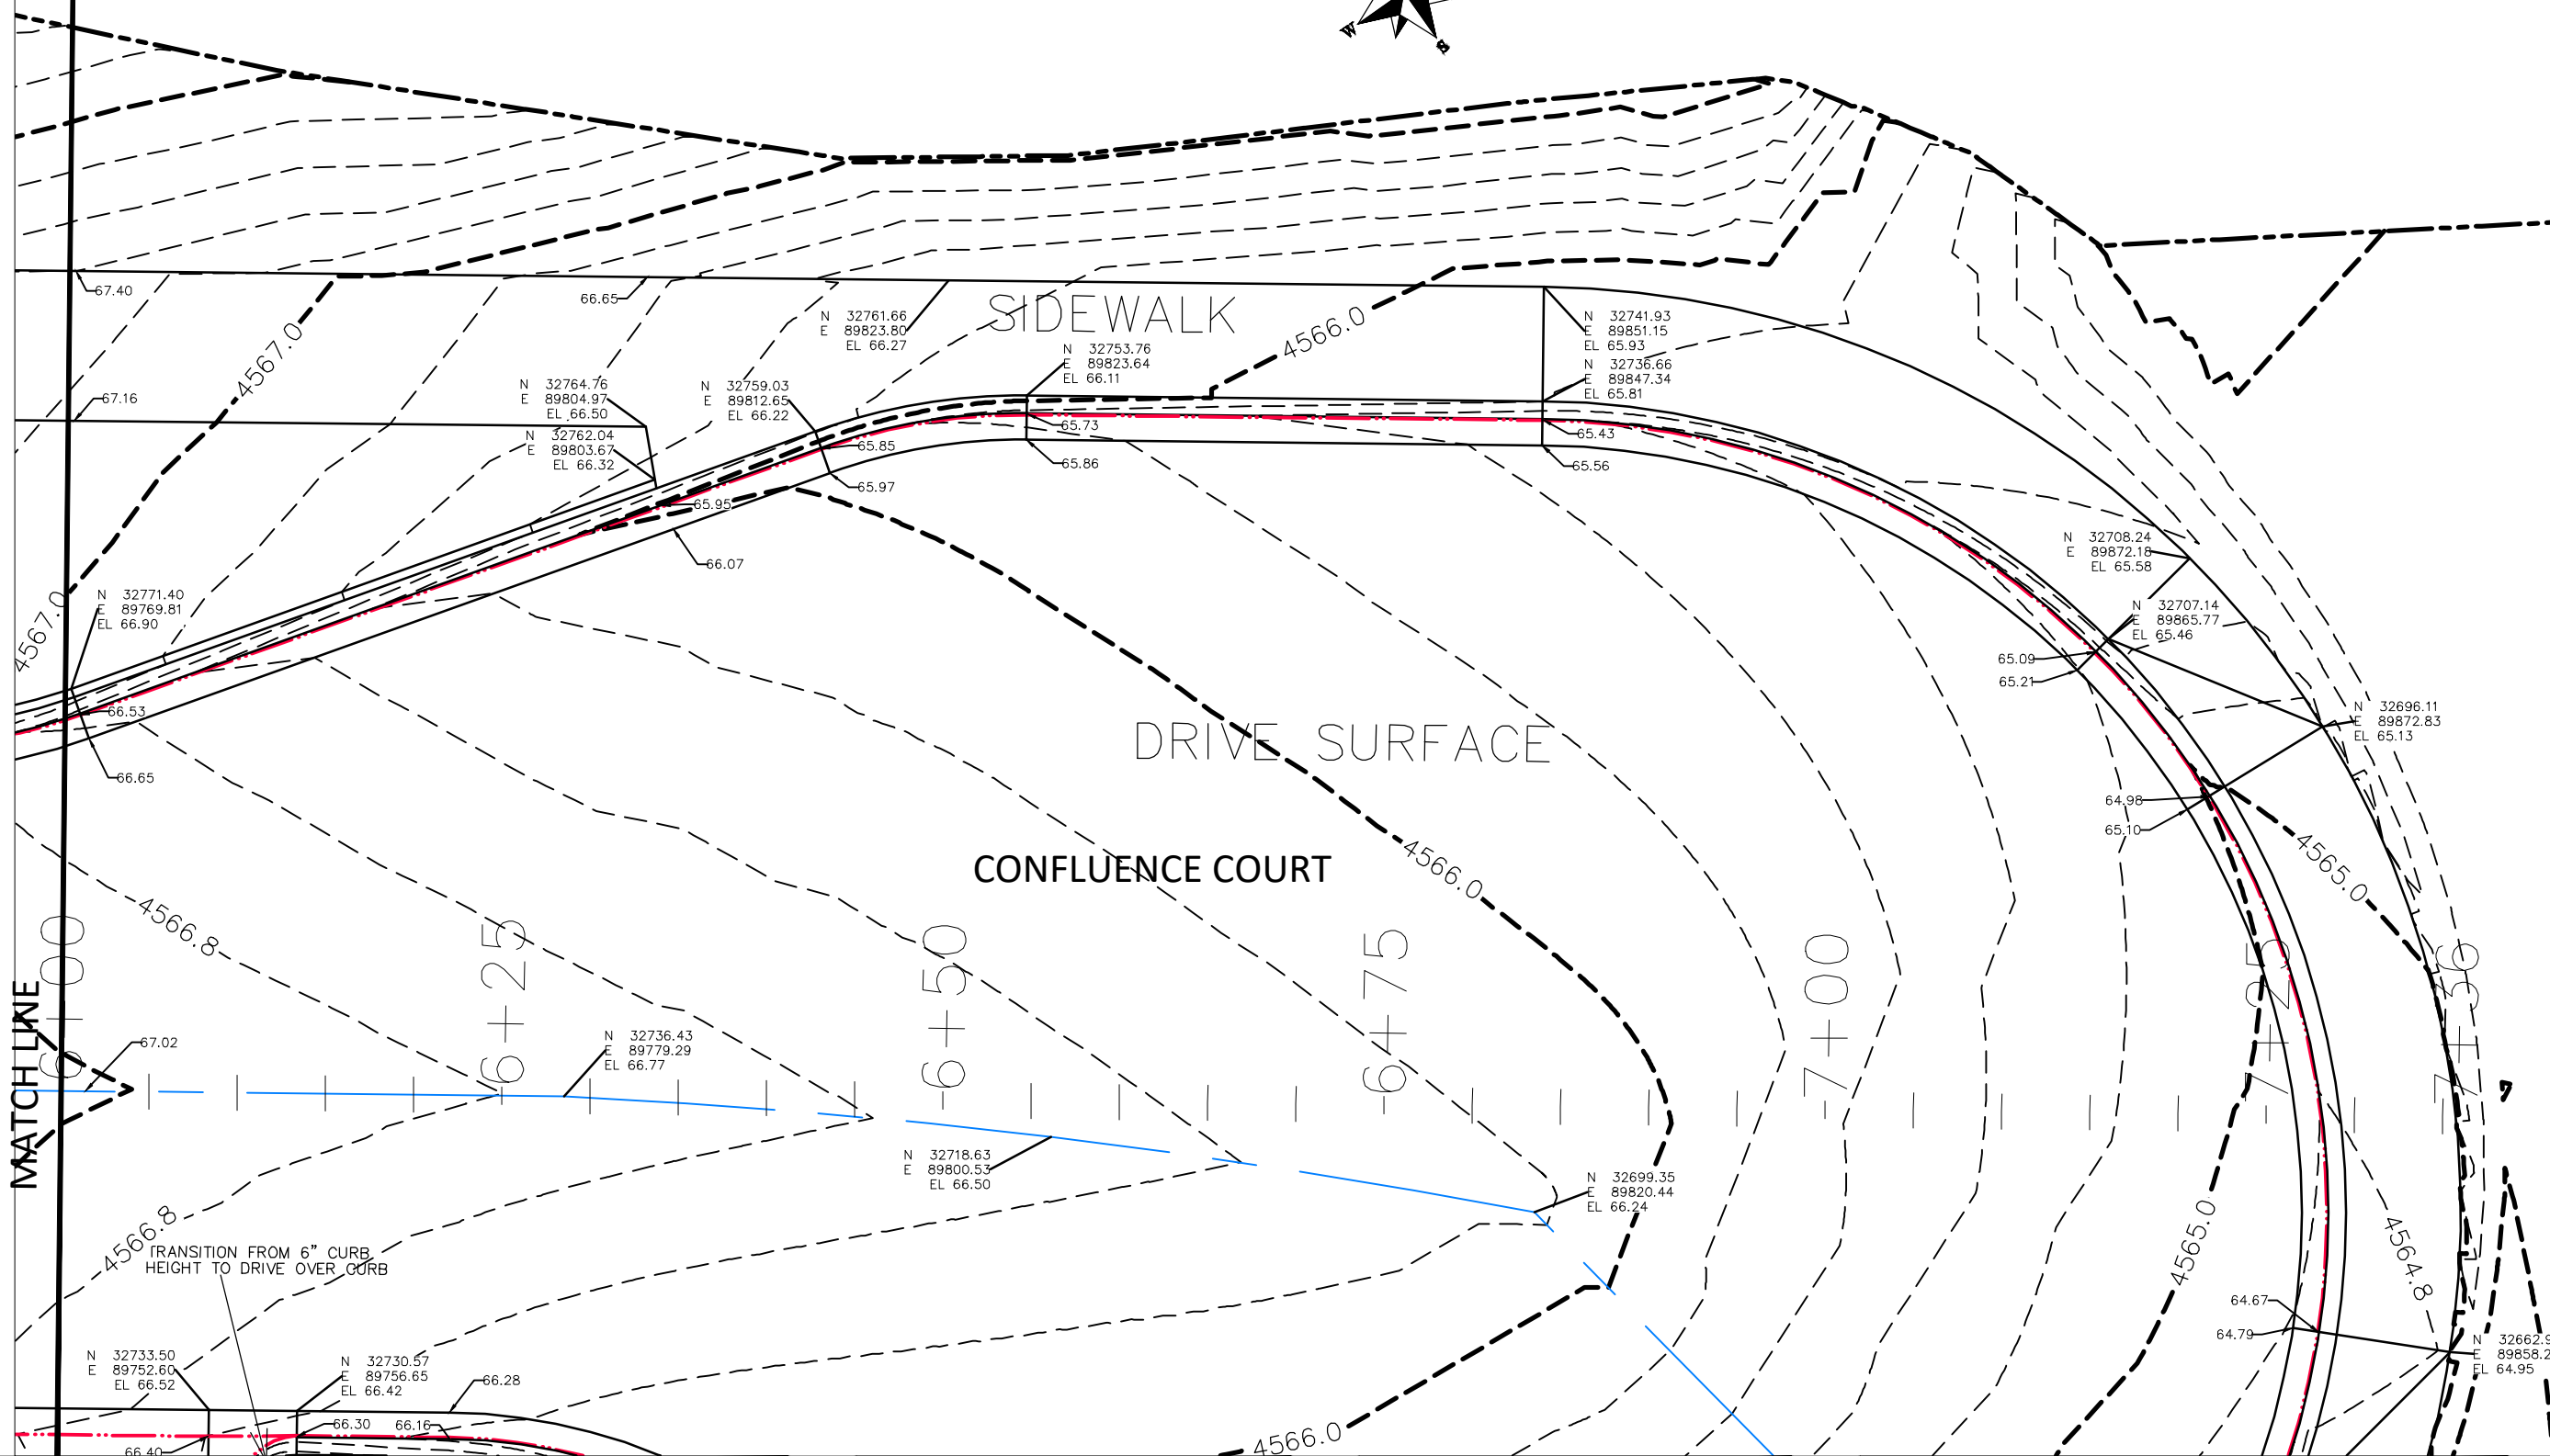 W
S
67.40
66.65
N 32761.66
E 89823.80
EL 66.27
SIDEWALK
4566.0
N 32741.93
E 89851.15
EL 65.93
4567.0
N 32753.76
E 89823.64
EL 66.11
N 32736.66
E 89847.34
EL 65.81
67.16
N 32764.76
E 89804.97
EL 66.50
N 32759.03
E 89812.65
EL 66.22
65.73
65.43
N 32762.04
E 89803.67
EL 66.32
65.85
65.86
65.56
65.97
65.95
66.07
N 32708.24
E 89872.18
EL 65.58
4567.0
N 32771.40
E 89769.81
EL 66.90
N 32707.14
E 89865.77
EL 65.46
65.09
65.21
66.53
66.65
DRIVE SURFACE
N 32696.11
E 89872.83
EL 65.13
64.98
65.10
CONFLUENCE COURT
4566.0
4565.0
4566.8
6+00
6+25
6+50
6+75
7+00
7+25
7+36
MATCH LINE
67.02
N 32736.43
E 89779.29
EL 66.77
N 32718.63
E 89800.53
EL 66.50
N 32699.35
E 89820.44
EL 66.24
4566.8
4565.0
4564.8
TRANSITION FROM 6" CURB
HEIGHT TO DRIVE OVER CURB
64.67
64.79
N 32662.9
E 89858.2
EL 64.95
N 32733.50
E 89752.60
EL 66.52
N 32730.57
E 89756.65
EL 66.42
66.28
66.30
66.16
66.40
4566.0